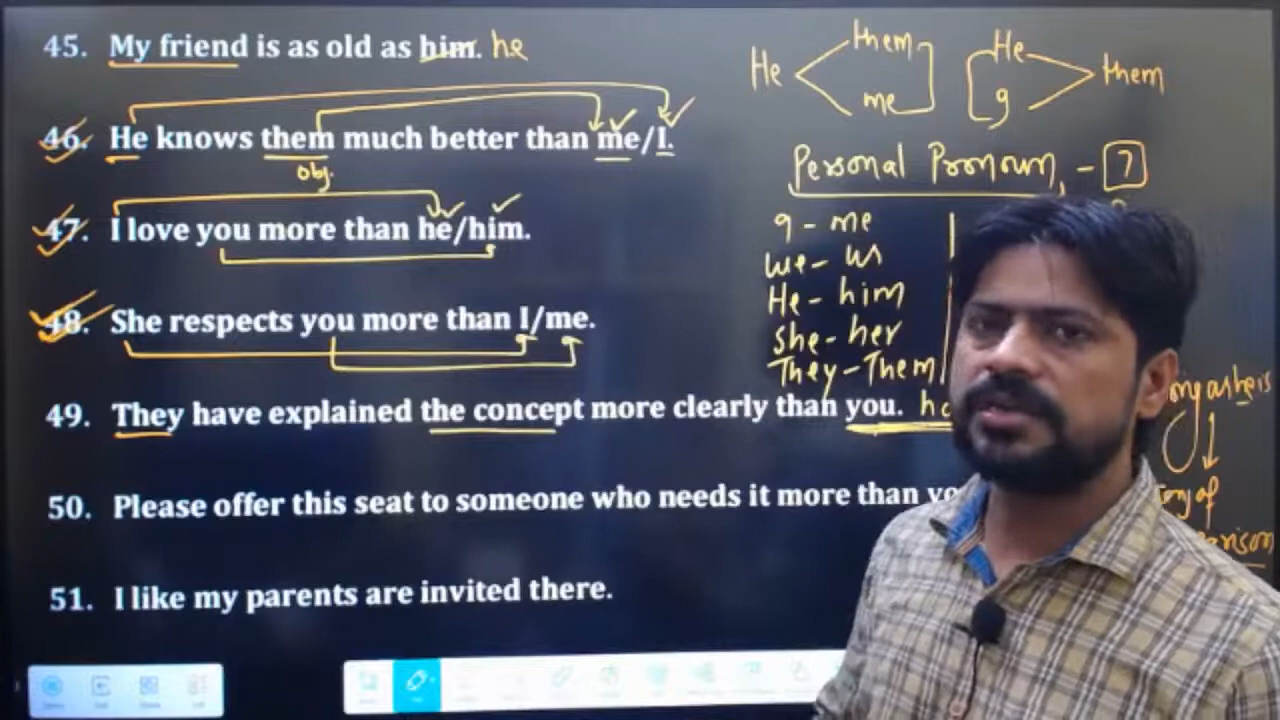 45. My friend is as old as him. he
He them me
He g them
46. He knows them much better than me/I.
obj.
Personal Pronoun, - 7
47. I love you more than he/him.
g - me
we - us
He - him
she - her
They - Them
48. She respects you more than I/me.
49. They have explained the concept more clearly than you.
50. Please offer this seat to someone who needs it more than
51. I like my parents are invited there.